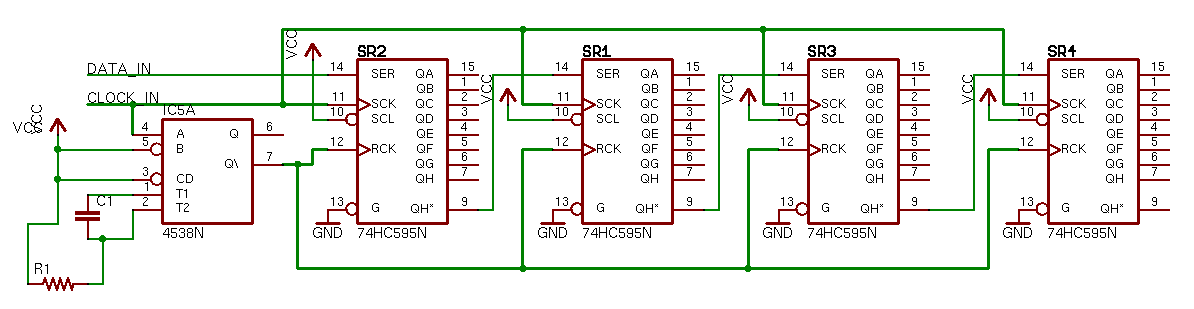 DATA_IN
CLOCK_IN
VCC
VCC
IC5A
4 A Q 6
5 B
Q\ 7
3 CD
1 T1
2 T2
4538N
C1
R1
VCC
SR2
14 SER QA 15
QB 1
11 SCK QC 2
10 SCL QD 3
QE 4
12 RCK QF 5
QG 6
QH 7
13 G QH* 9
GND
74HC595N
VCC
SR1
14 SER QA 15
QB 1
11 SCK QC 2
10 SCL QD 3
QE 4
12 RCK QF 5
QG 6
QH 7
13 G QH* 9
GND
74HC595N
VCC
SR3
14 SER QA 15
QB 1
11 SCK QC 2
10 SCL QD 3
QE 4
12 RCK QF 5
QG 6
QH 7
13 G QH* 9
GND
74HC595N
VCC
SR4
14 SER QA 15
QB 1
11 SCK QC 2
10 SCL QD 3
QE 4
12 RCK QF 5
QG 6
QH 7
13 G QH* 9
GND
74HC595N